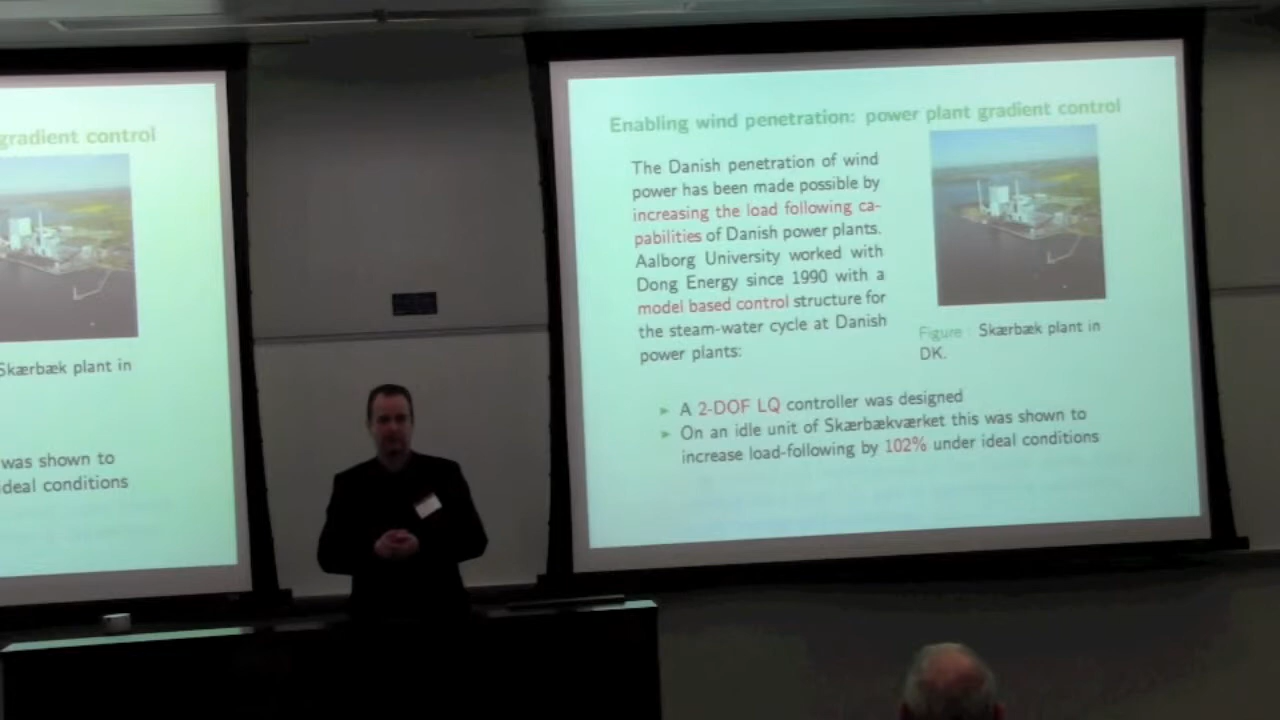 gradient control
Skærbæk plant in
was shown to
ideal conditions
Enabling wind penetration: power plant gradient control
The Danish penetration of wind
power has been made possible by
increasing the load following ca-
pabilities of Danish power plants.
Aalborg University worked with
Dong Energy since 1990 with a
model based control structure for
the steam-water cycle at Danish
power plants:
Figure : Skærbæk plant in
DK.
► A 2-DOF LQ controller was designed
► On an idle unit of Skærbækværket this was shown to
increase load-following by 102% under ideal conditions